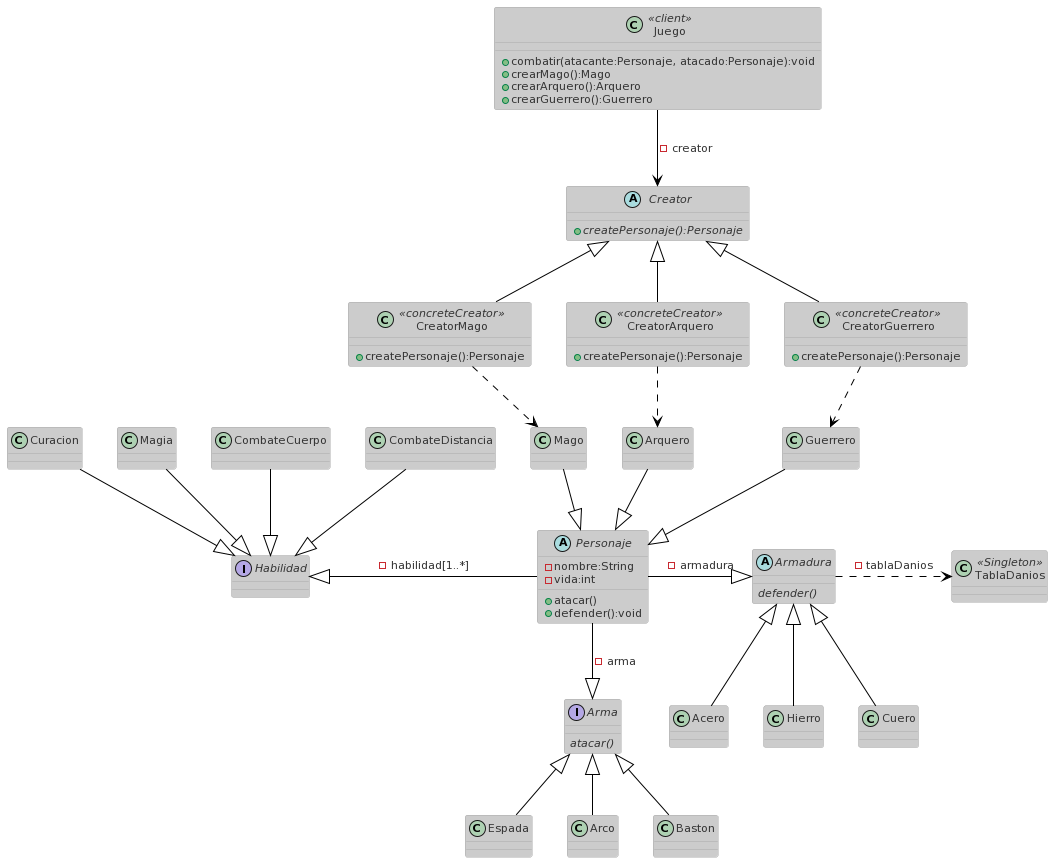 «client»
Juego
combatir(atacante:Personaje, atacado:Personaje):void
crearMago():Mago
crearArquero():Arquero
crearGuerrero():Guerrero
creator
Creator
createPersonaje():Personaje
«concreteCreator»
CreatorMago
createPersonaje():Personaje
«concreteCreator»
CreatorArquero
createPersonaje():Personaje
«concreteCreator»
CreatorGuerrero
createPersonaje():Personaje
Curacion
Magia
CombateCuerpo
CombateDistancia
Mago
Arquero
Guerrero
Habilidad
habilidad[1..*]
Personaje
nombre:String
vida:int
atacar()
defender():void
armadura
Armadura
defender()
tablaDanios
«Singleton»
TablaDanios
arma
Arma
atacar()
Acero
Hierro
Cuero
Espada
Arco
Baston